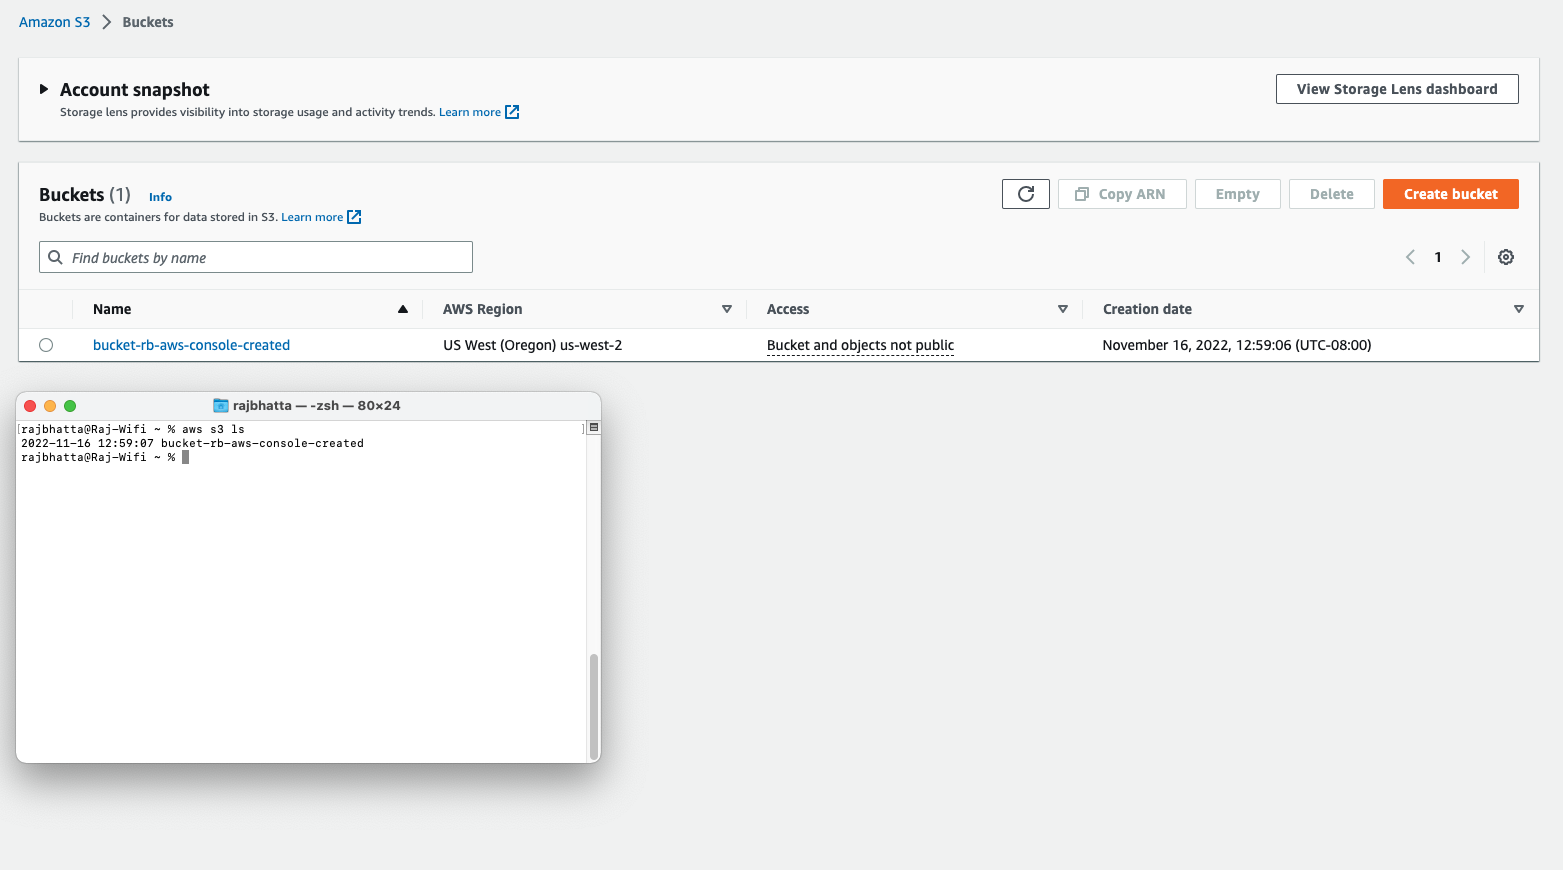 Amazon S3 > Buckets
Account snapshot
View Storage Lens dashboard
Storage lens provides visibility into storage usage and activity trends. Learn more
Buckets (1) Info
Copy ARN Empty Delete Create bucket
Buckets are containers for data stored in S3. Learn more
Find buckets by name
1
Name AWS Region Access Creation date
bucket-rb-aws-console-created US West (Oregon) us-west-2 Bucket and objects not public November 16, 2022, 12:59:06 (UTC-08:00)
rajbhatta — -zsh — 80×24
[rajbhatta@Raj-Wifi ~ % aws s3 ls ]
2022-11-16 12:59:07 bucket-rb-aws-console-created
rajbhatta@Raj-Wifi ~ %